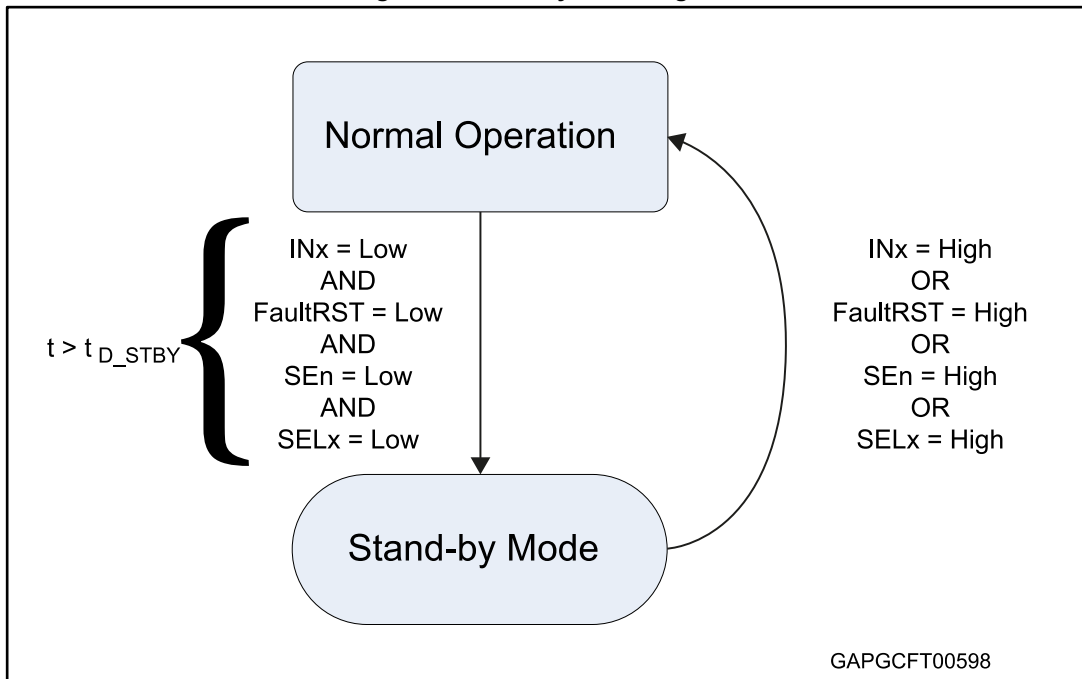 Normal Operation
INx = Low
AND
FaultRST = Low
AND
SEn = Low
AND
SELx = Low
t > t D_STBY
INx = High
OR
FaultRST = High
OR
SEn = High
OR
SELx = High
Stand-by Mode
GAPGCFT00598